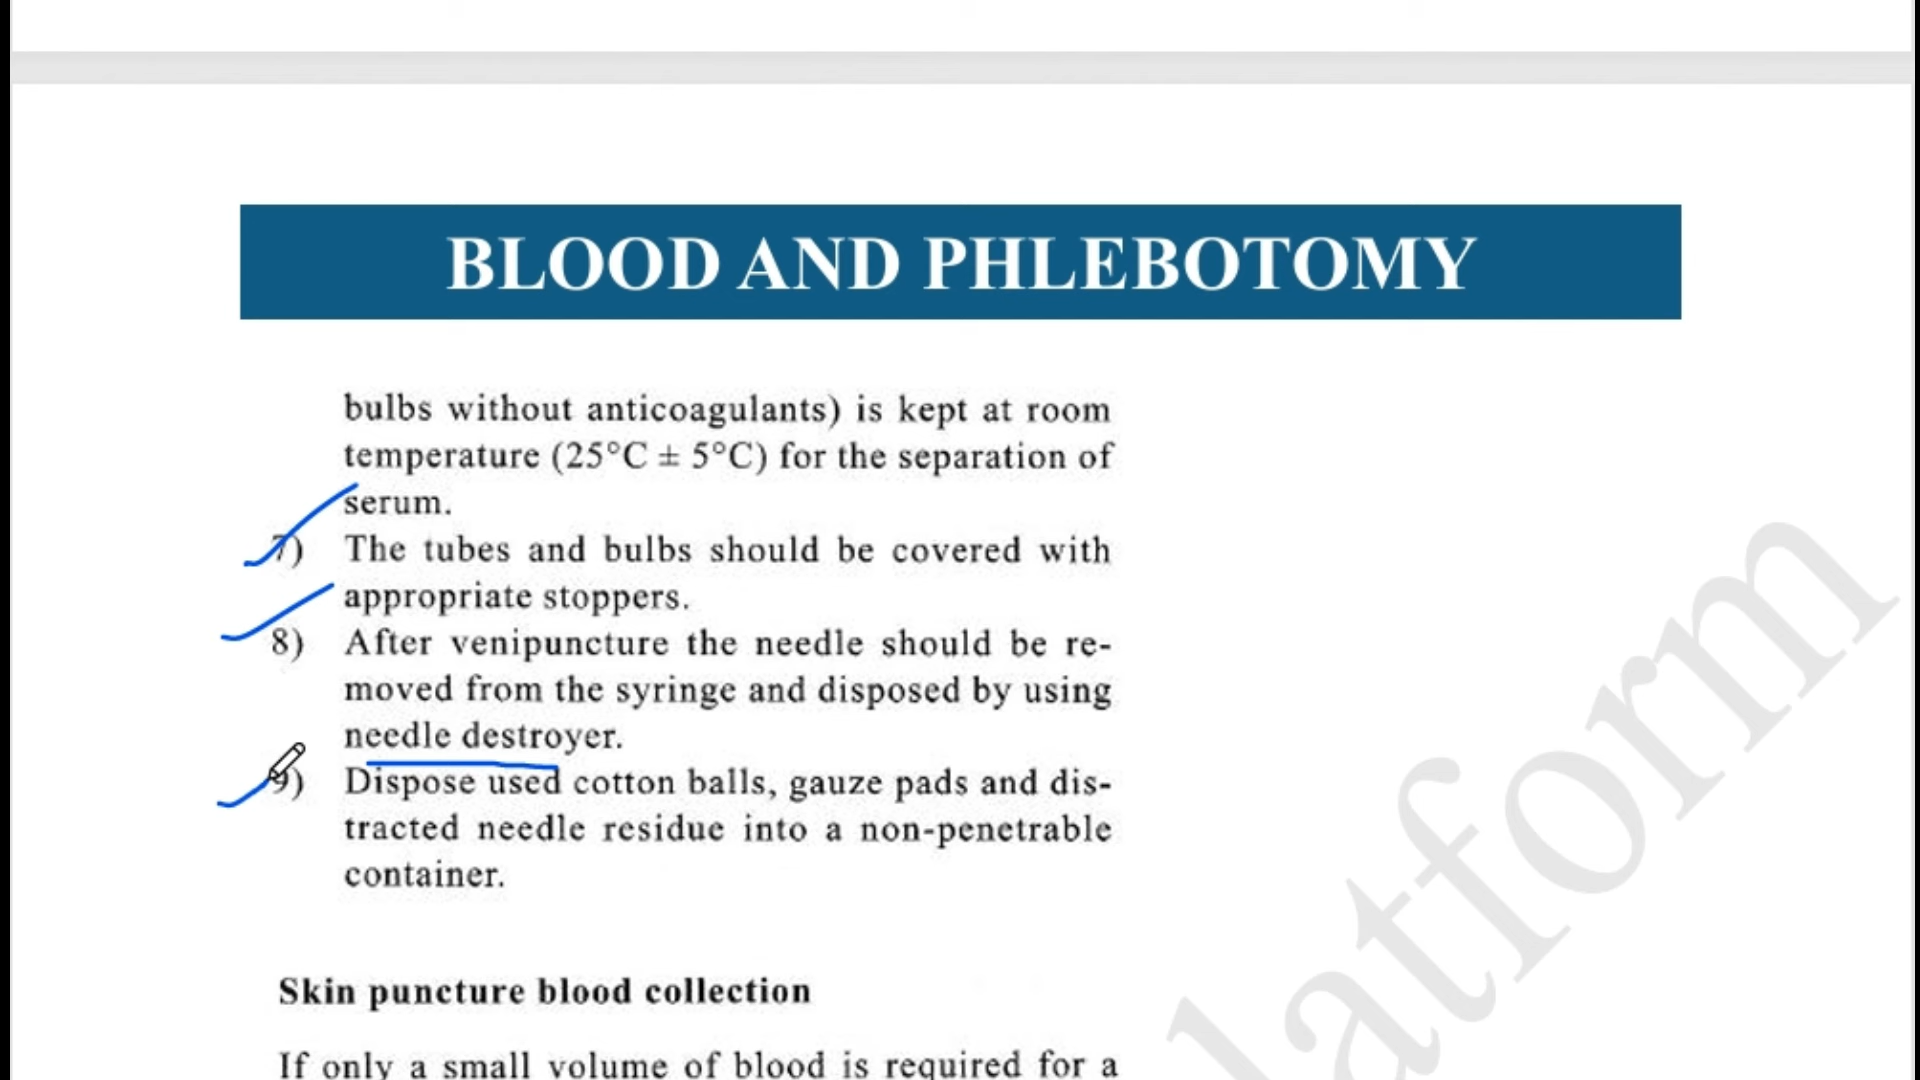 BLOOD AND PHLEBOTOMY
bulbs without anticoagulants) is kept at room
temperature (25°C ± 5°C) for the separation of
serum.
7) The tubes and bulbs should be covered with
appropriate stoppers.
8) After venipuncture the needle should be re-
moved from the syringe and disposed by using
needle destroyer.
9) Dispose used cotton balls, gauze pads and dis-
tracted needle residue into a non-penetrable
container.
Skin puncture blood collection
If only a small volume of blood is required for a
latform